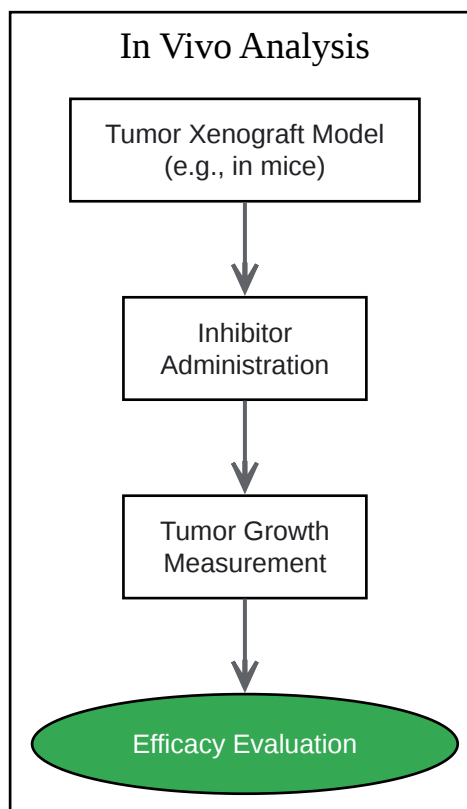 In Vivo Analysis
Tumor Xenograft Model
(e.g., in mice)
Inhibitor
Administration
Tumor Growth
Measurement
Efficacy Evaluation